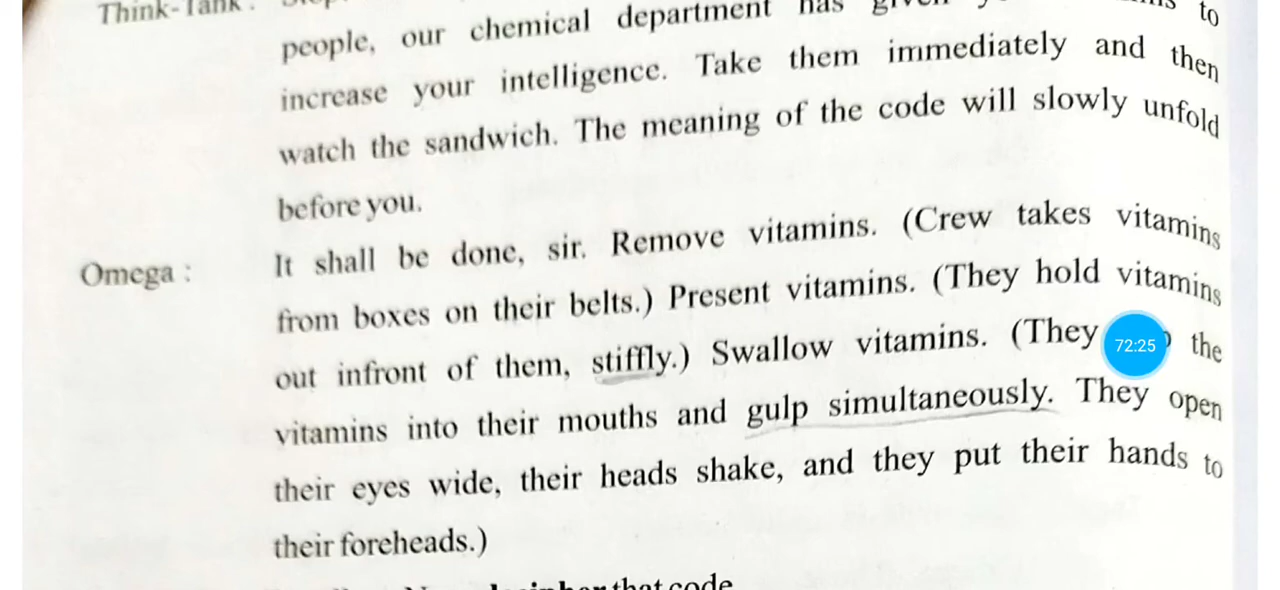 Think-Tank :
people, our chemical department has given to
increase your intelligence. Take them immediately and then
watch the sandwich. The meaning of the code will slowly unfold
before you.
Omega : It shall be done, sir. Remove vitamins. (Crew takes vitamins
from boxes on their belts.) Present vitamins. (They hold vitamins
out infront of them, stiffly.) Swallow vitamins. (They the
72:25
vitamins into their mouths and gulp simultaneously. They open
their eyes wide, their heads shake, and they put their hands to
their foreheads.)
that code